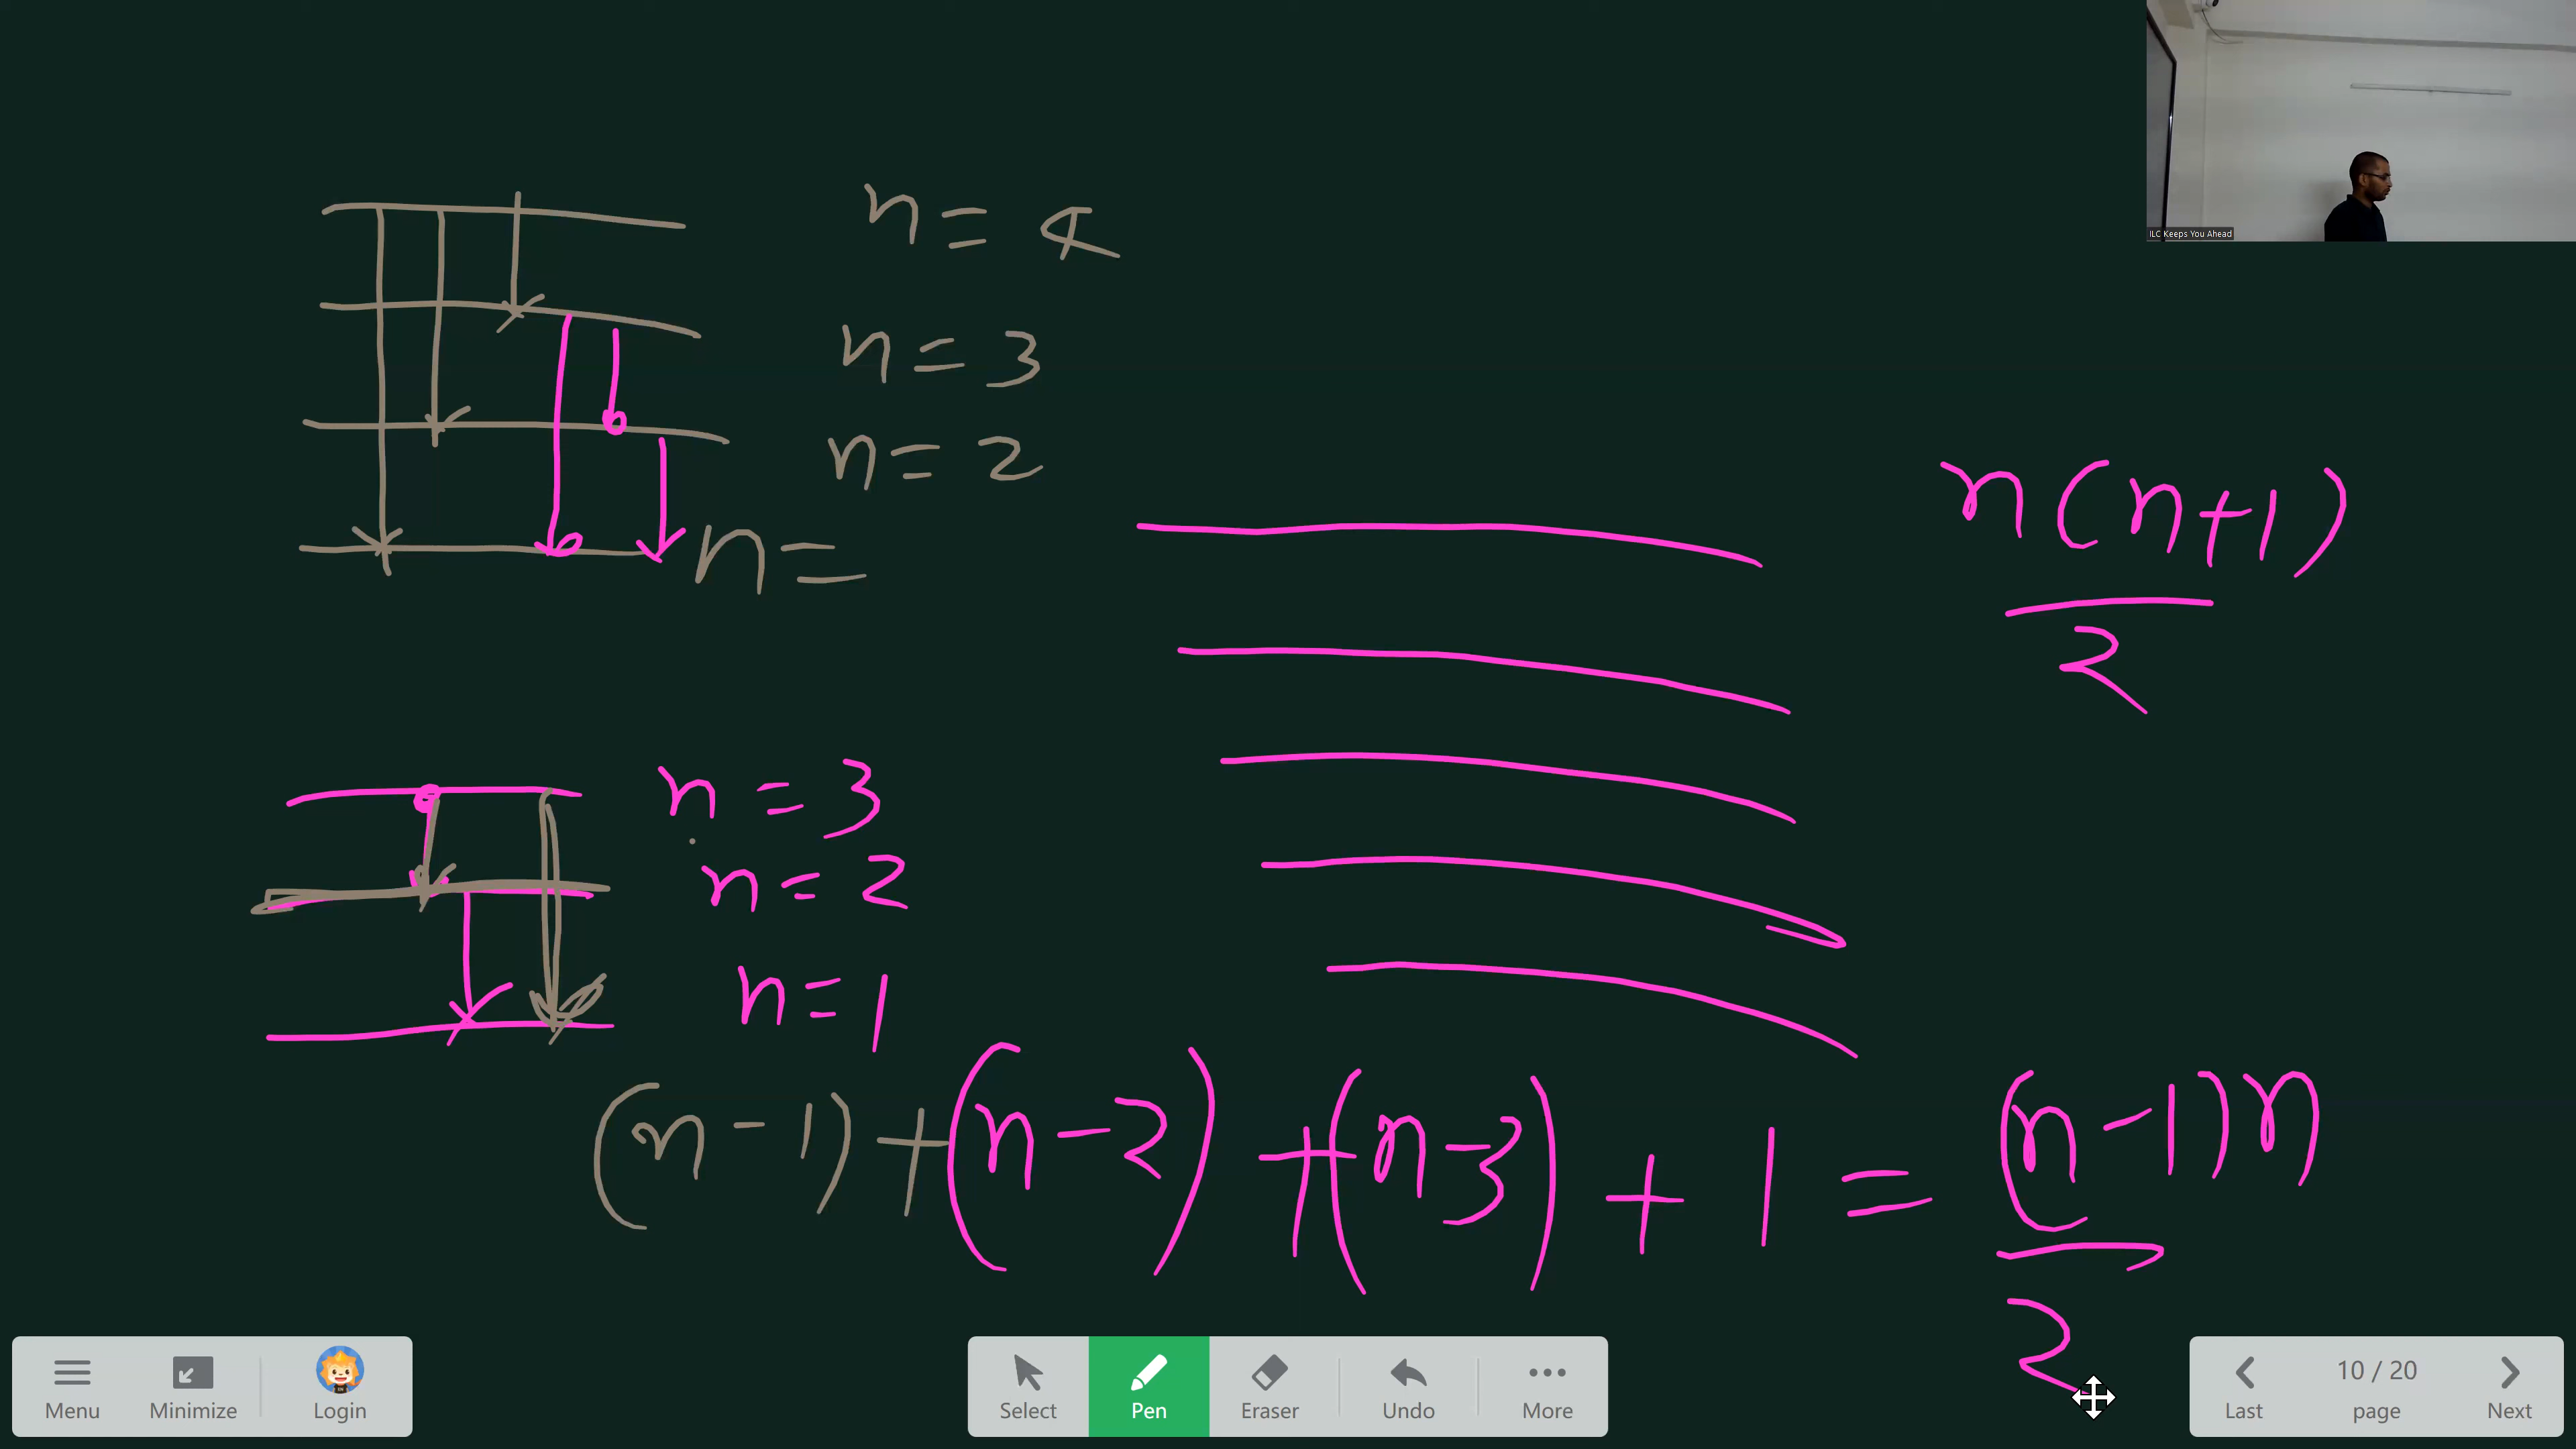 ILC Keeps You Ahead
n = 4
n = 3
n = 2
n =
n(n+1)
2
n = 3
n = 2
n = 1
(n-1)+(n-2)+(n-3)+1=(n-1)n
2
Menu Minimize Login
Select Pen Eraser Undo More
10 / 20
Last page Next